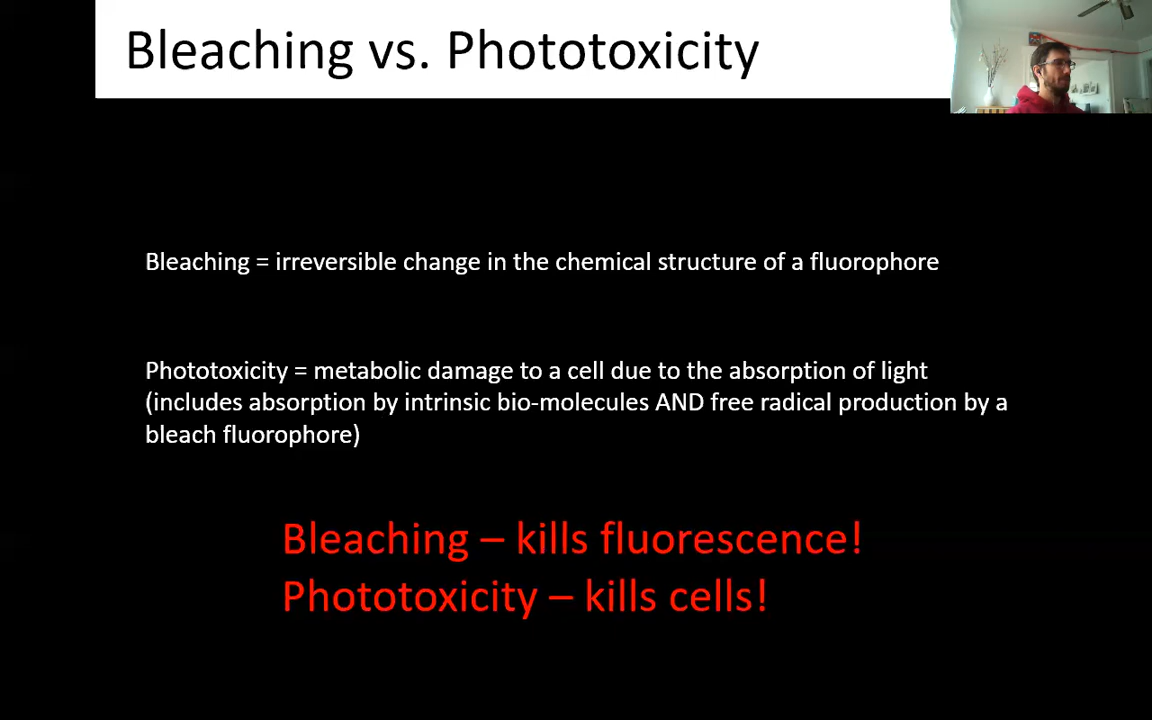 Bleaching vs. Phototoxicity
Bleaching = irreversible change in the chemical structure of a fluorophore
Phototoxicity = metabolic damage to a cell due to the absorption of light
(includes absorption by intrinsic bio-molecules AND free radical production by a
bleach fluorophore)
Bleaching – kills fluorescence!
Phototoxicity – kills cells!